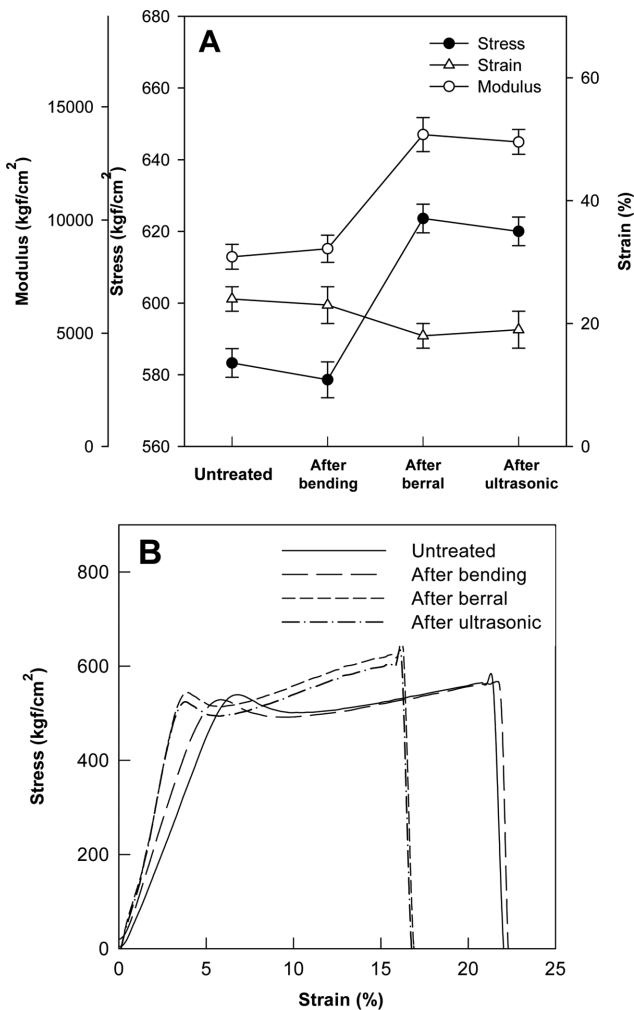 A
Stress
Strain
Modulus
680
660
640
620
600
580
560
15000
10000
5000
0
60
40
20
0
Modulus (kgf/cm2)
Stress (kgf/cm2)
2
Strain (%)
Untreated
After bending
After berral
After ultrasonic
B
Untreated
After bending
After berral
After ultrasonic
800
600
400
200
0
Stress (kgf/cm2)
0 5 10 15 20 25
Strain (%)